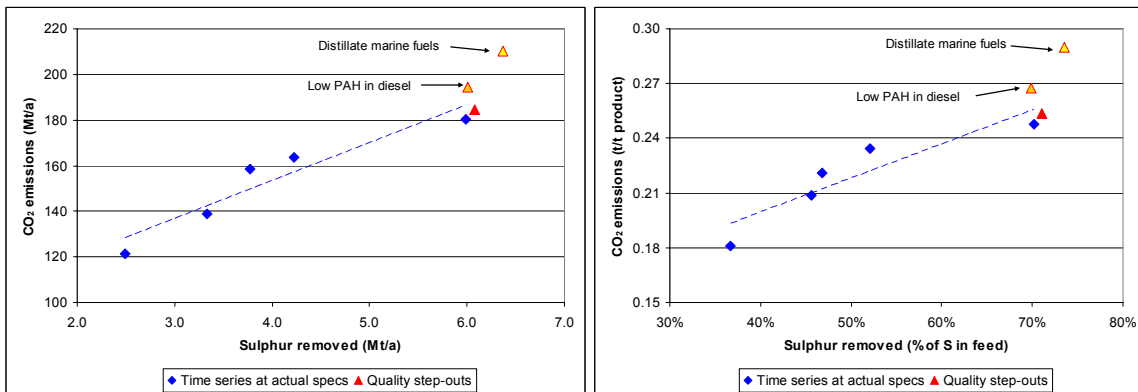 220
200
180
160
140
120
100
CO₂ emissions (Mt/a)
Distillate marine fuels
Low PAH in diesel
2.0 3.0 4.0 5.0 6.0 7.0
Sulphur removed (Mt/a)
Time series at actual specs Quality step-outs
0.30
0.27
0.24
0.21
0.18
0.15
CO₂ emissions (t/t product)
Distillate marine fuels
Low PAH in diesel
30% 40% 50% 60% 70% 80%
Sulphur removed (% of S in feed)
Time series at actual specs Quality step-outs